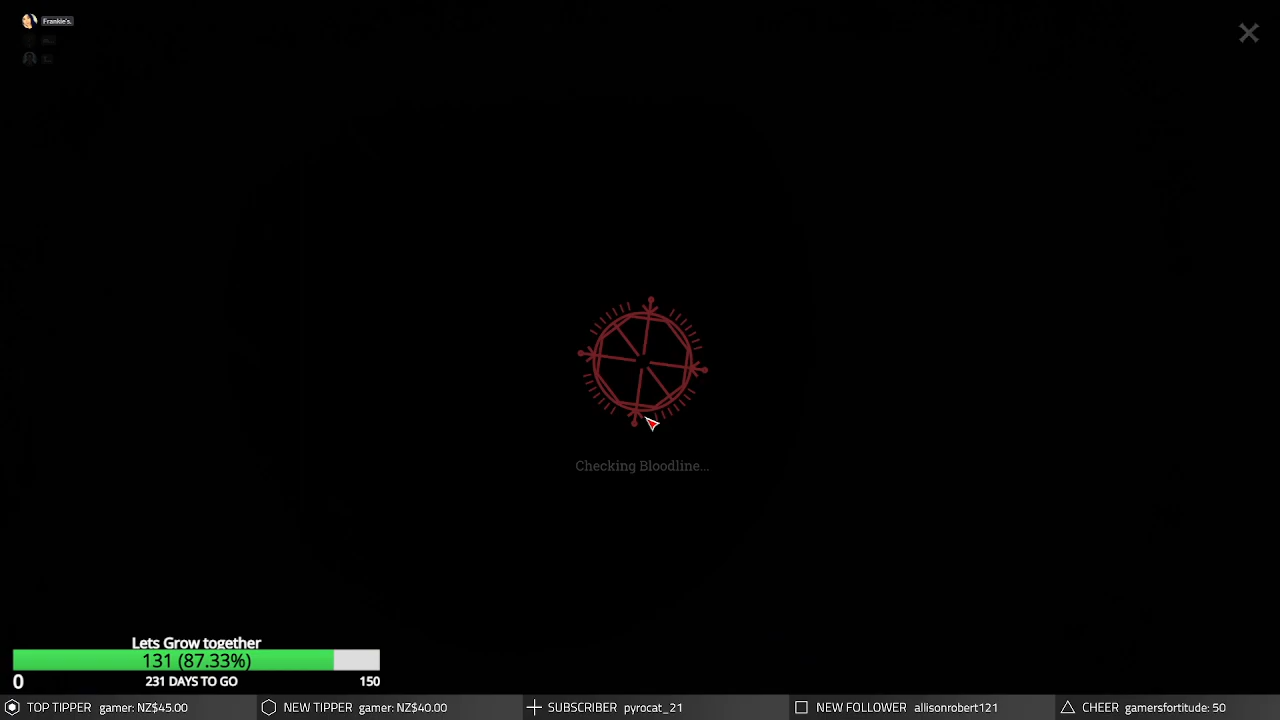 Frankie's.
Checking Bloodline...
Lets Grow together
131 (87.33%)
0
231 DAYS TO GO
150
TOP TIPPER gamer: NZ$45.00
NEW TIPPER gamer: NZ$40.00
SUBSCRIBER pyrocat_21
NEW FOLLOWER allisonrobert121
CHEER gamersfortitude: 50